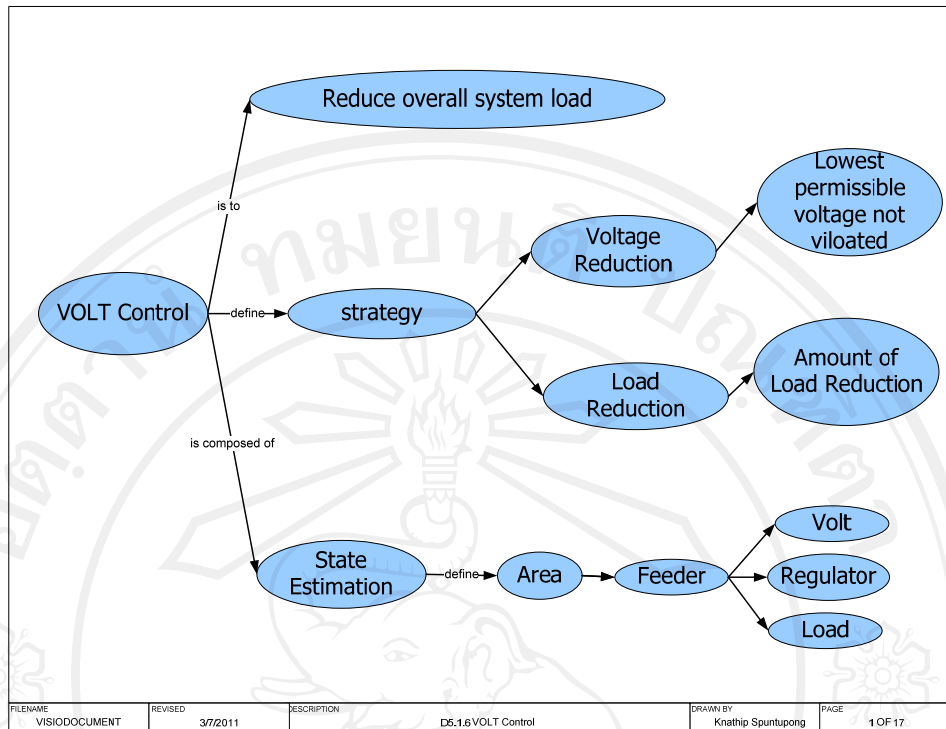 Reduce overall system load
Lowest
permissible
voltage not
viloated
is to
Voltage
Reduction
VOLT Control
define
strategy
Amount of
Load Reduction
Load
Reduction
is composed of
Volt
State
Estimation
define
Area
Feeder
Regulator
Load
FILENAME
VISIODOCUMENT
REVISED
3/7/2011
DESCRIPTION
D5.1.6 VOLT Control
DRAWN BY
Knathip Spuntupong
PAGE
1 OF 17